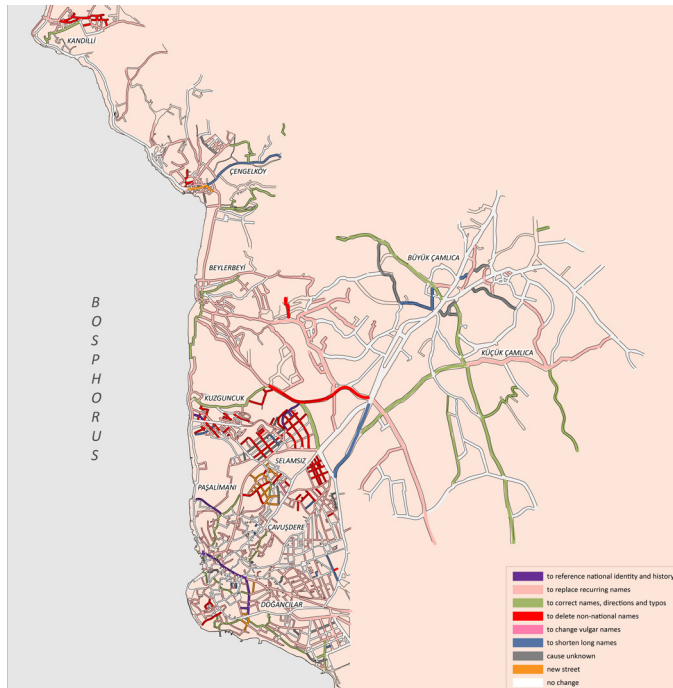 KANDİLLİ
ÇENGELKÖY
BEYLERBEYİ
BÜYÜK ÇAMLICA
BOSPHORUS
KÜÇÜK ÇAMLICA
KUZGUNCUK
SELAMSIZ
PAŞALİMANI
ÇAVUŞDERE
DOĞANCILAR
to reference national identity and history
to replace recurring names
to correct names, directions and typos
to delete non-national names
to change vulgar names
to shorten long names
cause unknown
new street
no change